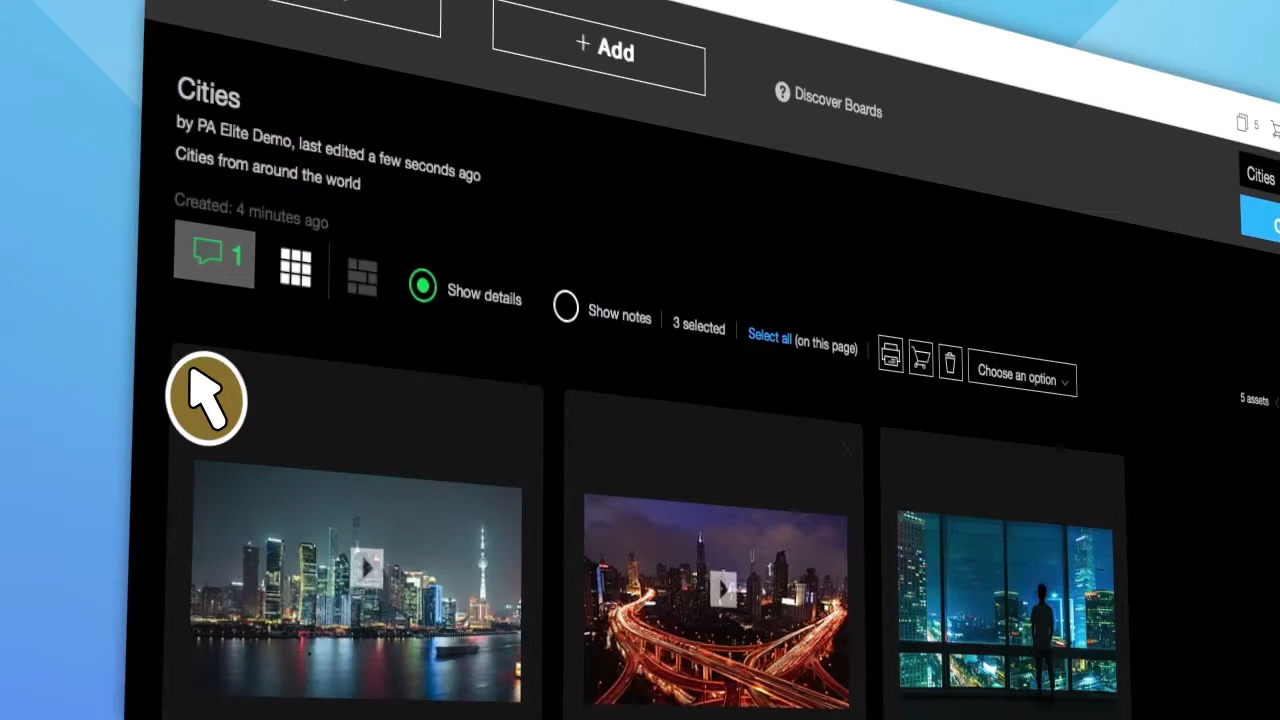 + Add
? Discover Boards
5
Cities
by PA Elite Demo, last edited a few seconds ago
Cities from around the world
Created: 4 minutes ago
Cities
1
Show details
Show notes
3 selected
Select all (on this page)
Choose an option
5 assets